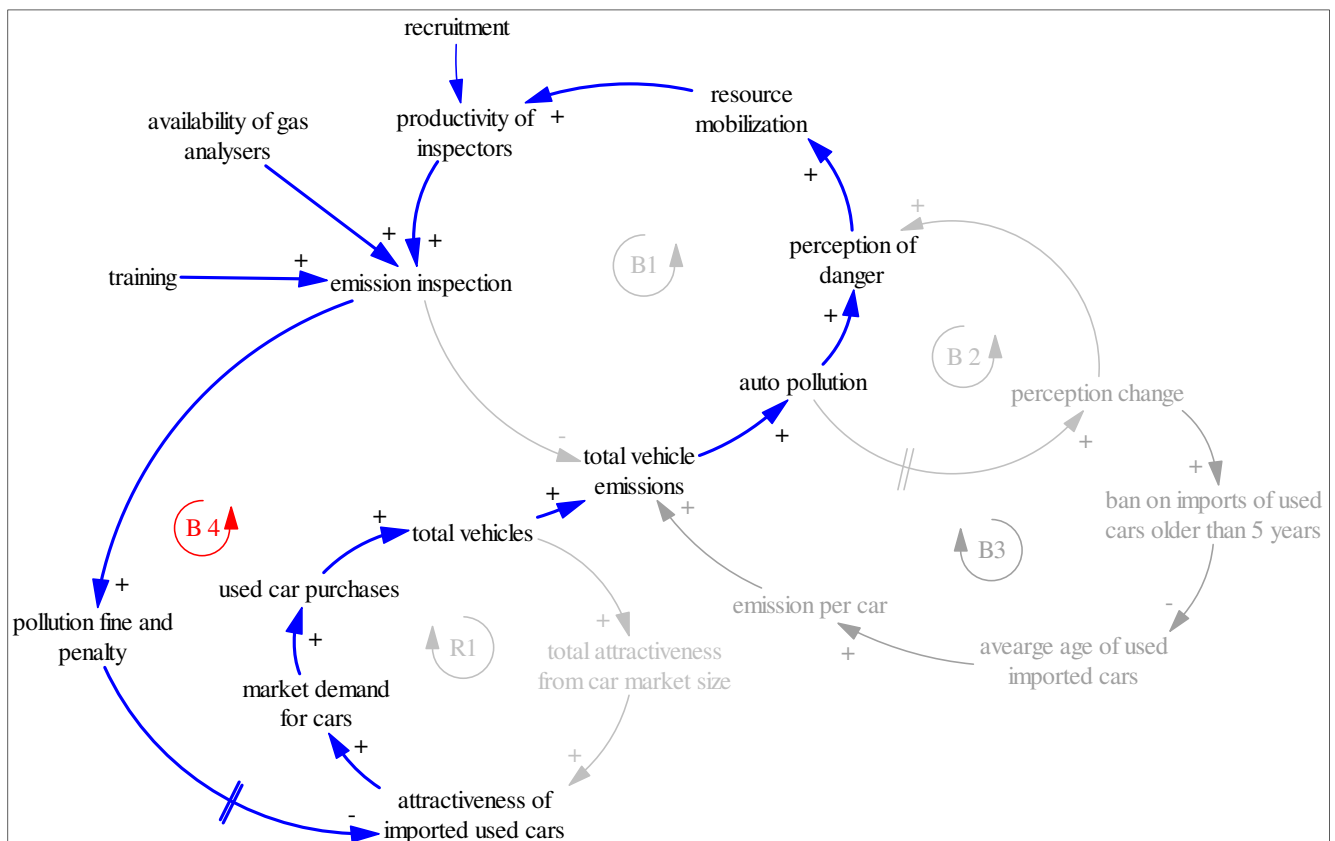 recruitment
resource
mobilization
+
productivity of
inspectors
availability of gas
analysers
+
+
+
+
training
emission inspection
B1
perception of
danger
+
+
B 2
auto pollution
perception change
+
+
-
total vehicle
emissions
+
ban on imports of used
cars older than 5 years
+
+
+
total vehicles
B 4
B3
used car purchases
+
pollution fine and
penalty
+
R1
+
total attractiveness
from car market size
emission per car
+
-
avearge age of used
imported cars
market demand
for cars
+
+
attractiveness of
imported used cars
-